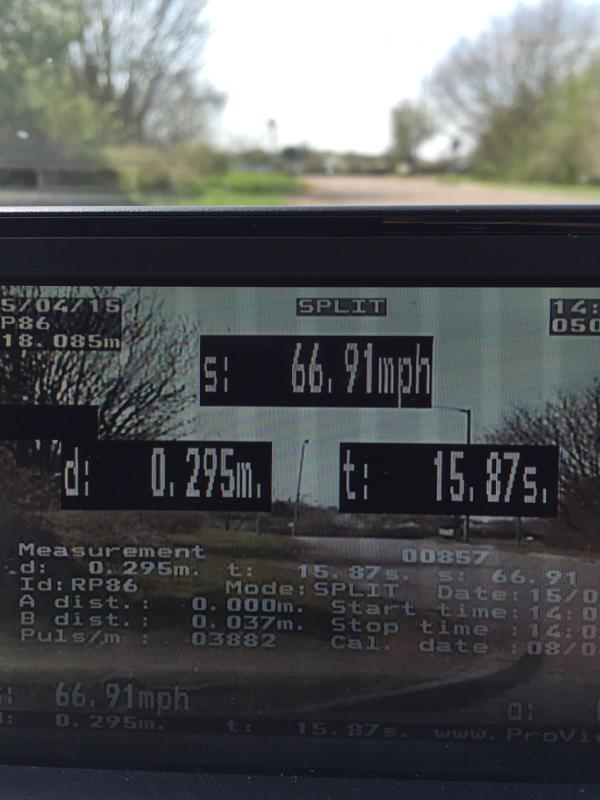 5/04/15 SPLIT 14:
P86 050
18.085m
s: 66.91mph
d: 0.295m. t: 15.87s.
Measurement 00857
d: 0.295m. t: 15.87s. s: 66.91
Id:RP86 Mode:SPLIT Date:15/0
A dist.: 0.000m. Start time:14:0
B dist.: 0.037m. Stop time :14:0
Puls/m : 03882 Cal. date :08/0
s: 66.91mph
d: 0.295m. t: 15.87s. www.ProVi